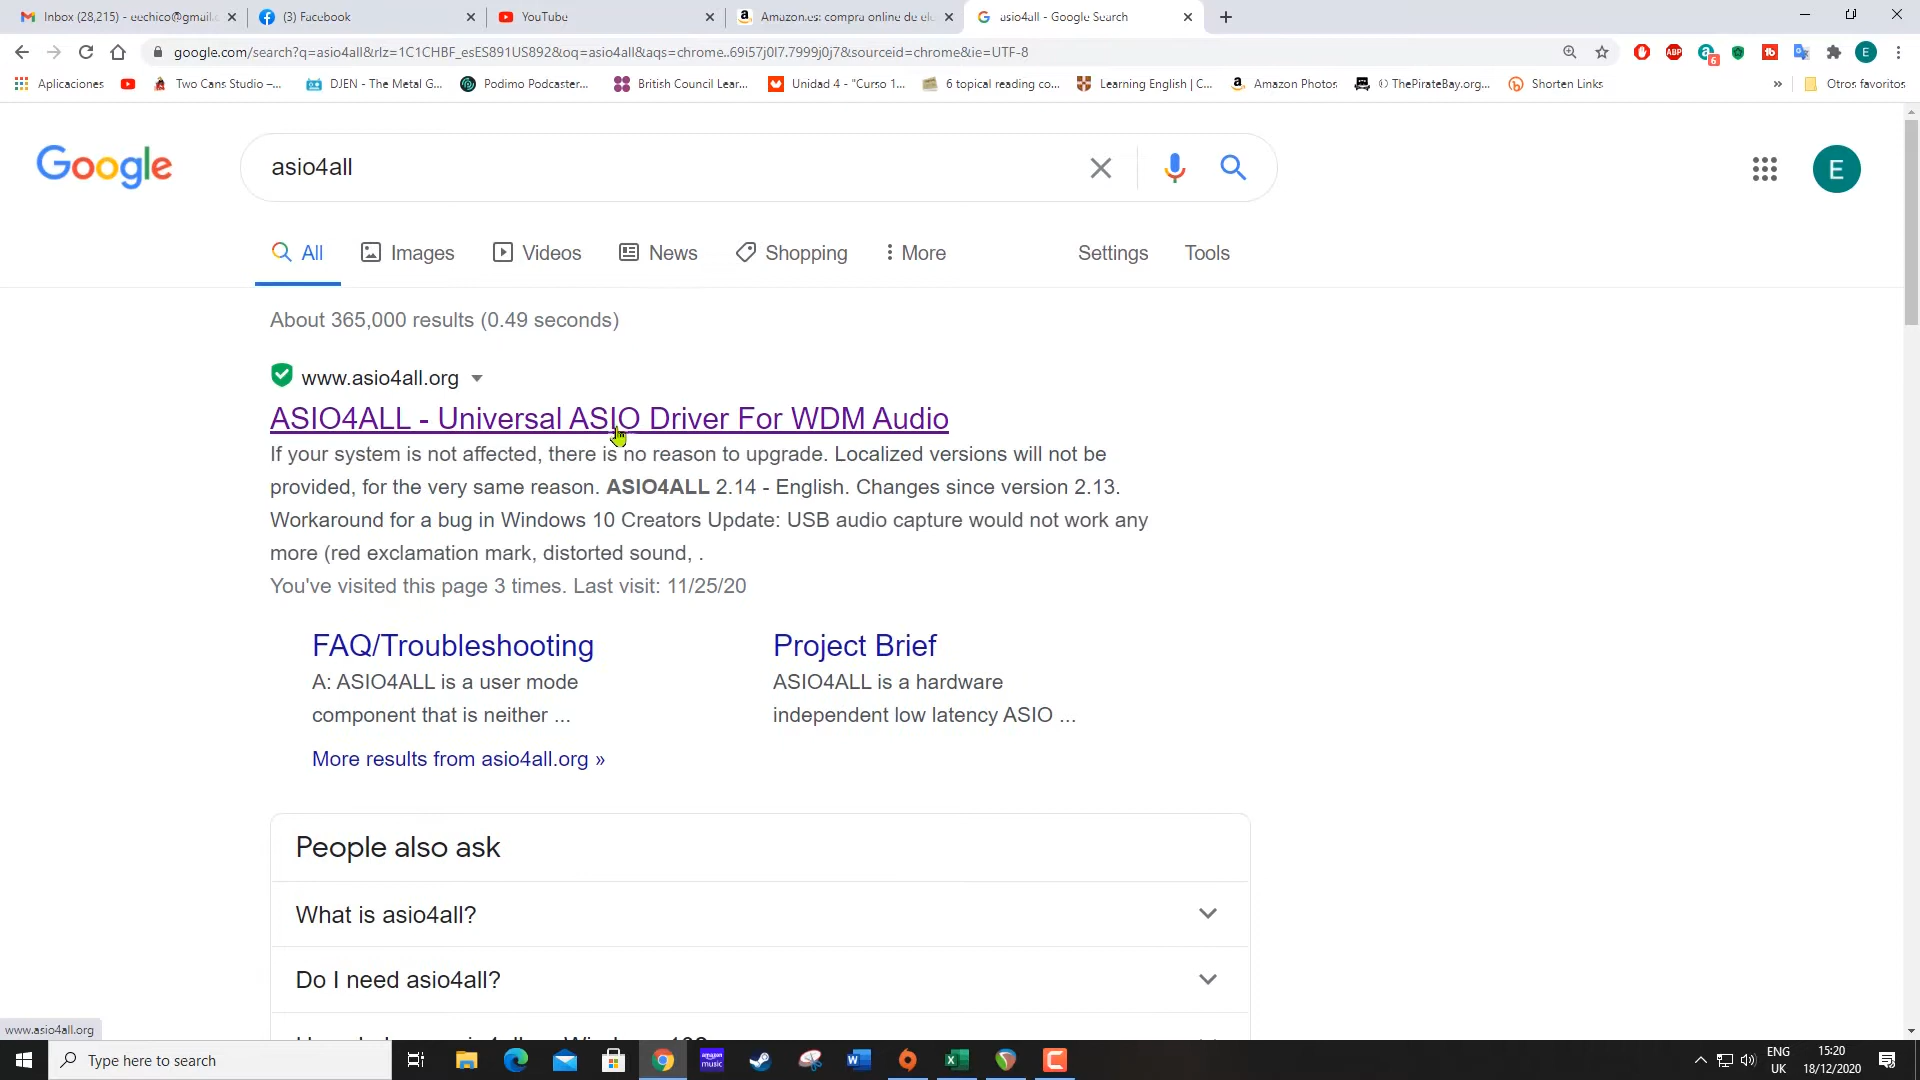 Inbox (28,215) - eechico@gmail.c
(3) Facebook
YouTube
Amazon.es: compra online de ele
asio4all - Google Search
google.com/search?q=asio4all&rlz=1C1CHBF_esES891US892&oq=asio4all&aqs=chrome..69i57j0l7.7999j0j7&sourceid=chrome&ie=UTF-8
ABP
6
E
Aplicaciones
Two Cans Studio –...
DJEN - The Metal G...
Podimo Podcaster...
British Council Lear...
Unidad 4 - "Curso 1...
6 topical reading co...
Learning English | C...
Amazon Photos
ThePirateBay.org...
Shorten Links
»
Otros favoritos
Google
asio4all
E
All
Images
Videos
News
Shopping
More
Settings
Tools
About 365,000 results (0.49 seconds)
www.asio4all.org
ASIO4ALL - Universal ASIO Driver For WDM Audio
If your system is not affected, there is no reason to upgrade. Localized versions will not be
provided, for the very same reason. ASIO4ALL 2.14 - English. Changes since version 2.13.
Workaround for a bug in Windows 10 Creators Update: USB audio capture would not work any
more (red exclamation mark, distorted sound, .
You've visited this page 3 times. Last visit: 11/25/20
FAQ/Troubleshooting
A: ASIO4ALL is a user mode
component that is neither ...
Project Brief
ASIO4ALL is a hardware
independent low latency ASIO ...
More results from asio4all.org »
People also ask
What is asio4all?
Do I need asio4all?
www.asio4all.org
Type here to search
amazon music
ENG
UK
15:20
18/12/2020